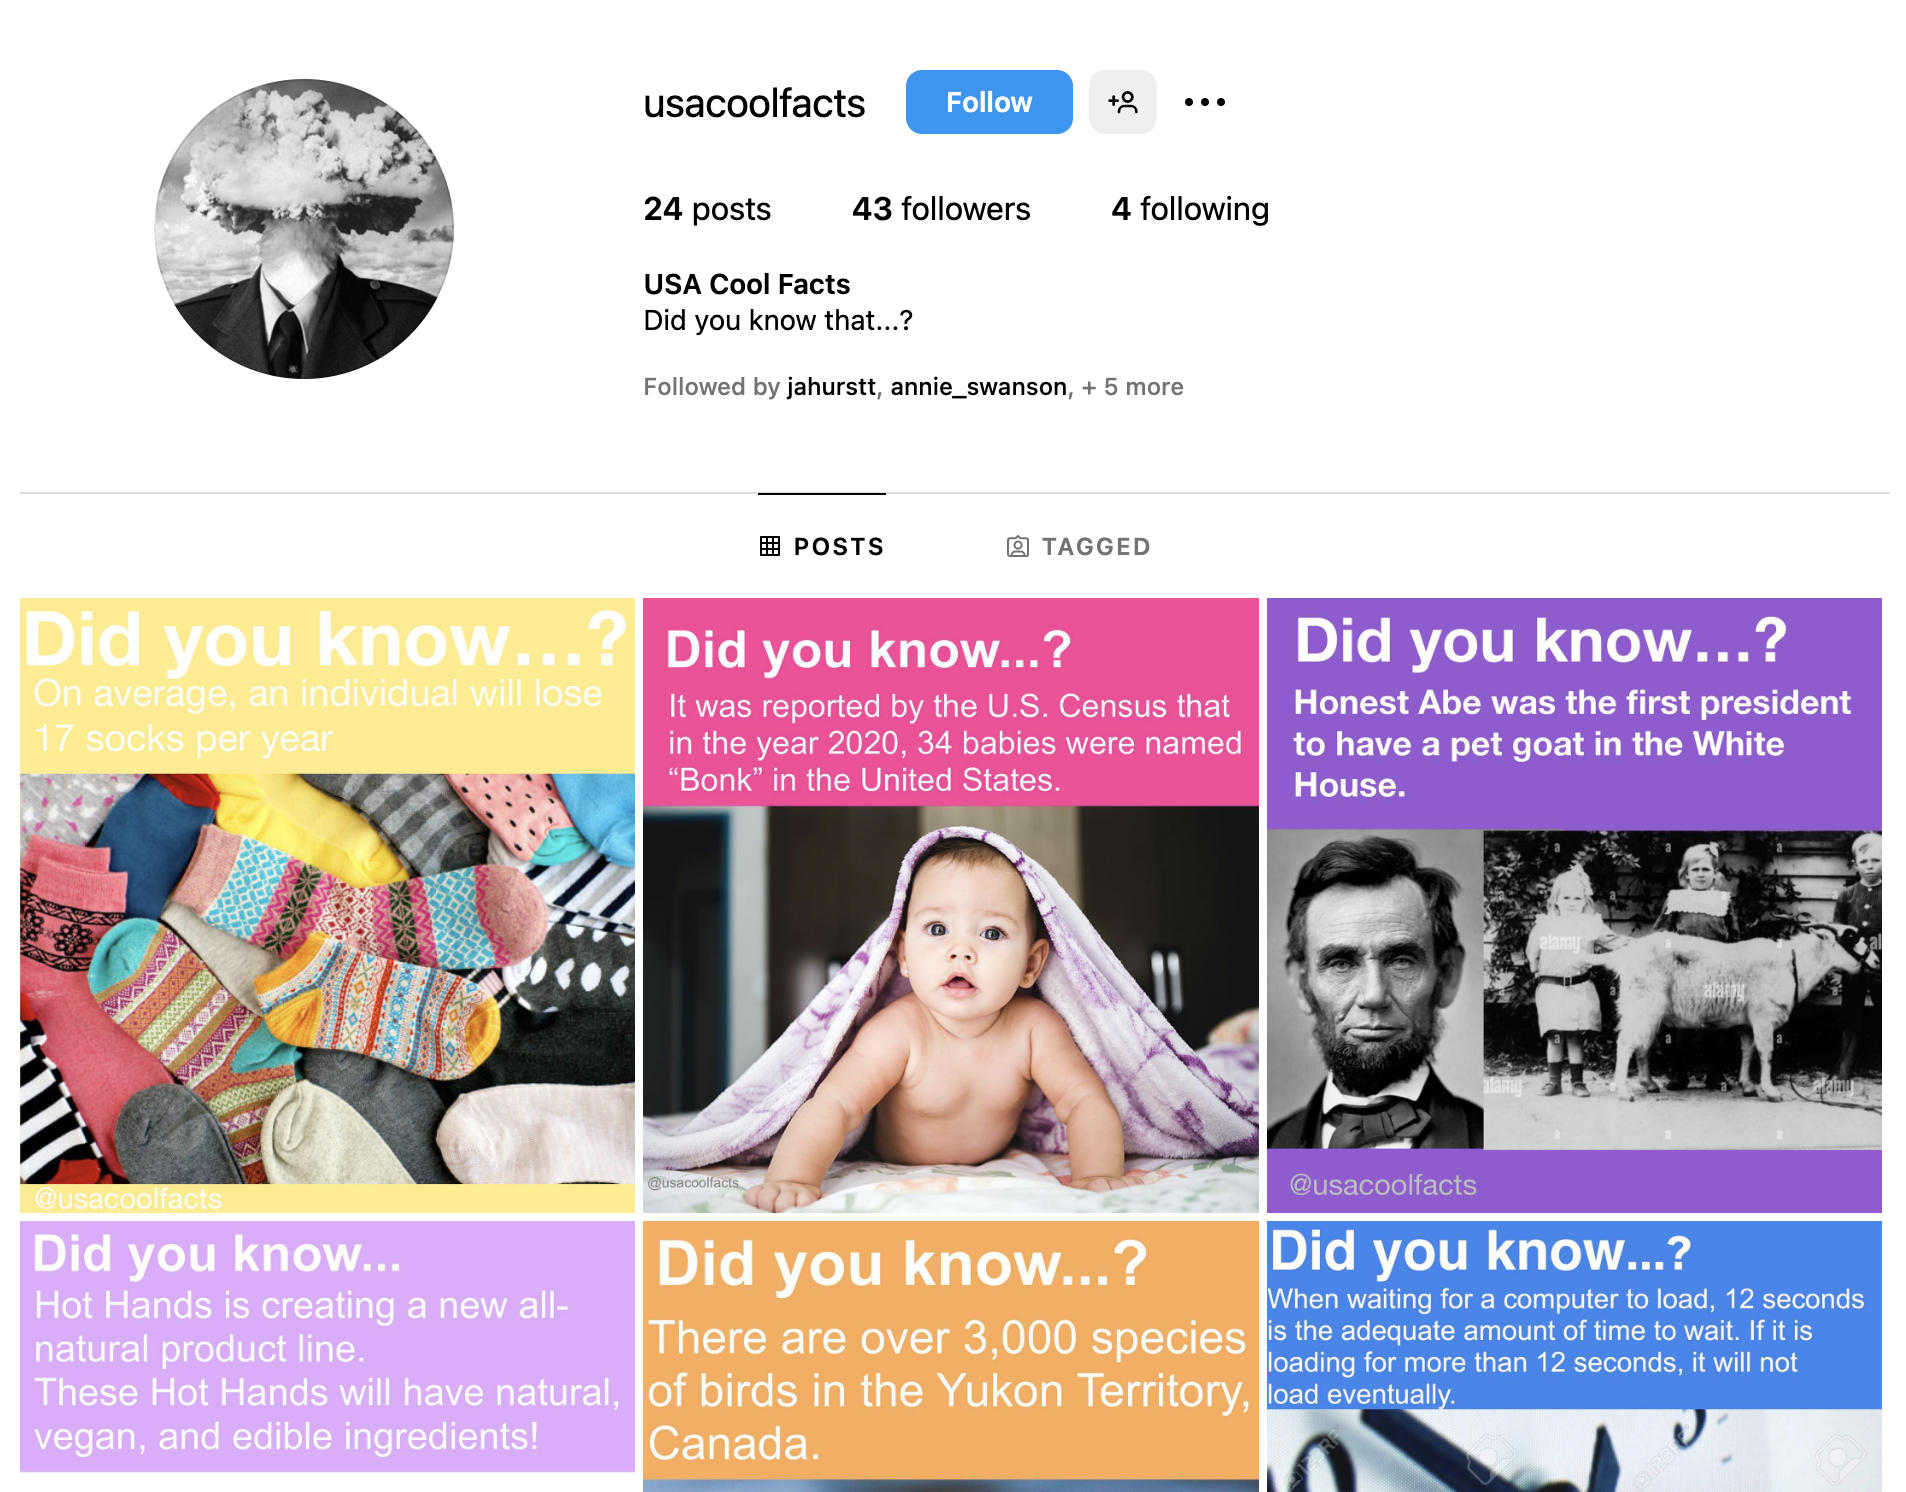 usacoolfacts
Follow
24 posts 43 followers 4 following
USA Cool Facts
Did you know that...?
Followed by jahurstt, annie_swanson, + 5 more
POSTS
TAGGED
Did you know...?
On average, an individual will lose
17 socks per year
@usacoolfacts
Did you know...?
It was reported by the U.S. Census that
in the year 2020, 34 babies were named
“Bonk” in the United States.
@usacoolfacts
Did you know...?
Honest Abe was the first president
to have a pet goat in the White
House.
a a a
alamy a al
a alamy a
a a a
alamy a alamy
a a a
@usacoolfacts
Did you know...
Hot Hands is creating a new all-
natural product line.
These Hot Hands will have natural,
vegan, and edible ingredients!
Did you know...?
There are over 3,000 species
of birds in the Yukon Territory,
Canada.
Did you know...?
When waiting for a computer to load, 12 seconds
is the adequate amount of time to wait. If it is
loading for more than 12 seconds, it will not
load eventually.